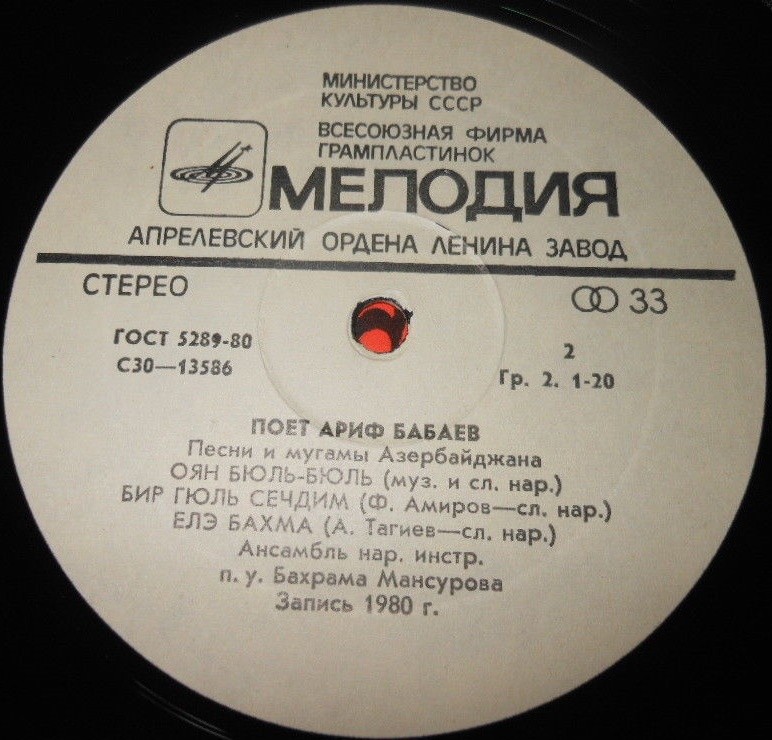 МИНИСТЕРСТВО
КУЛЬТУРЫ СССР
ВСЕСОЮЗНАЯ ФИРМА
ГРАМПЛАСТИНОК
МЕЛОДИЯ
АПРЕЛЕВСКИЙ ОРДЕНА ЛЕНИНА ЗАВОД
СТЕРЕО
33
ГОСТ 5289-80
С30—13586
2
Гр. 2. 1-20
ПОЕТ АРИФ БАБАЕВ
Песни и мугамы Азербайджана
ОЯН БЮЛЬ-БЮЛЬ (муз. и сл. нар.)
БИР ГЮЛЬ СЕЧДИМ (Ф. Амиров—сл. нар.)
ЕЛЭ БАХМА (А. Тагиев—сл. нар.)
Ансамбль нар. инстр.
п. у. Бахрама Мансурова
Запись 1980 г.